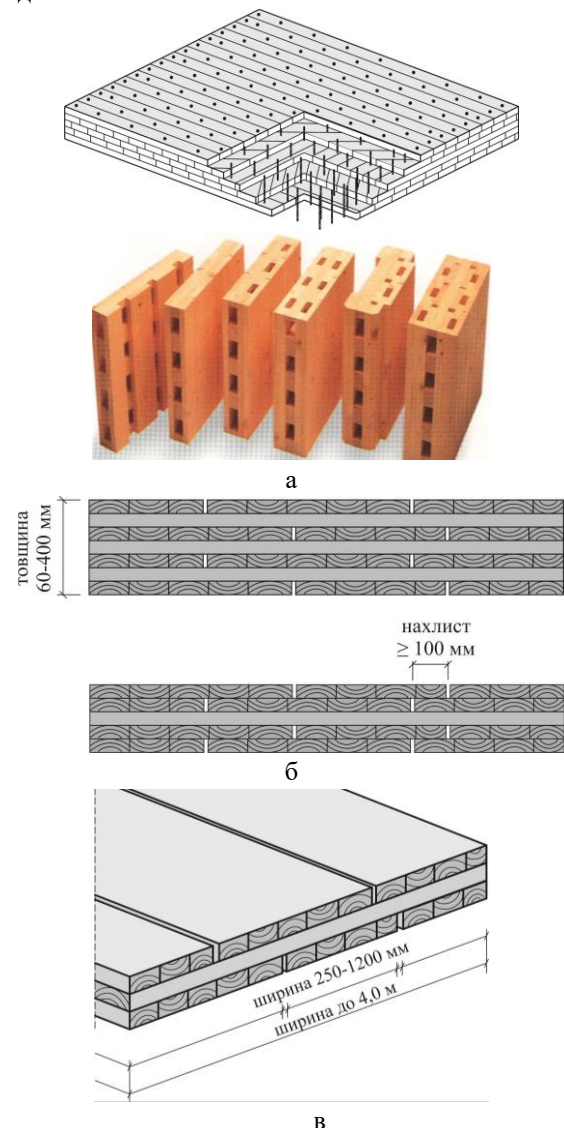 а
товщина
60-400 мм
нахлист
≥ 100 мм
б
ширина 250-1200 мм
ширина до 4,0 м
в